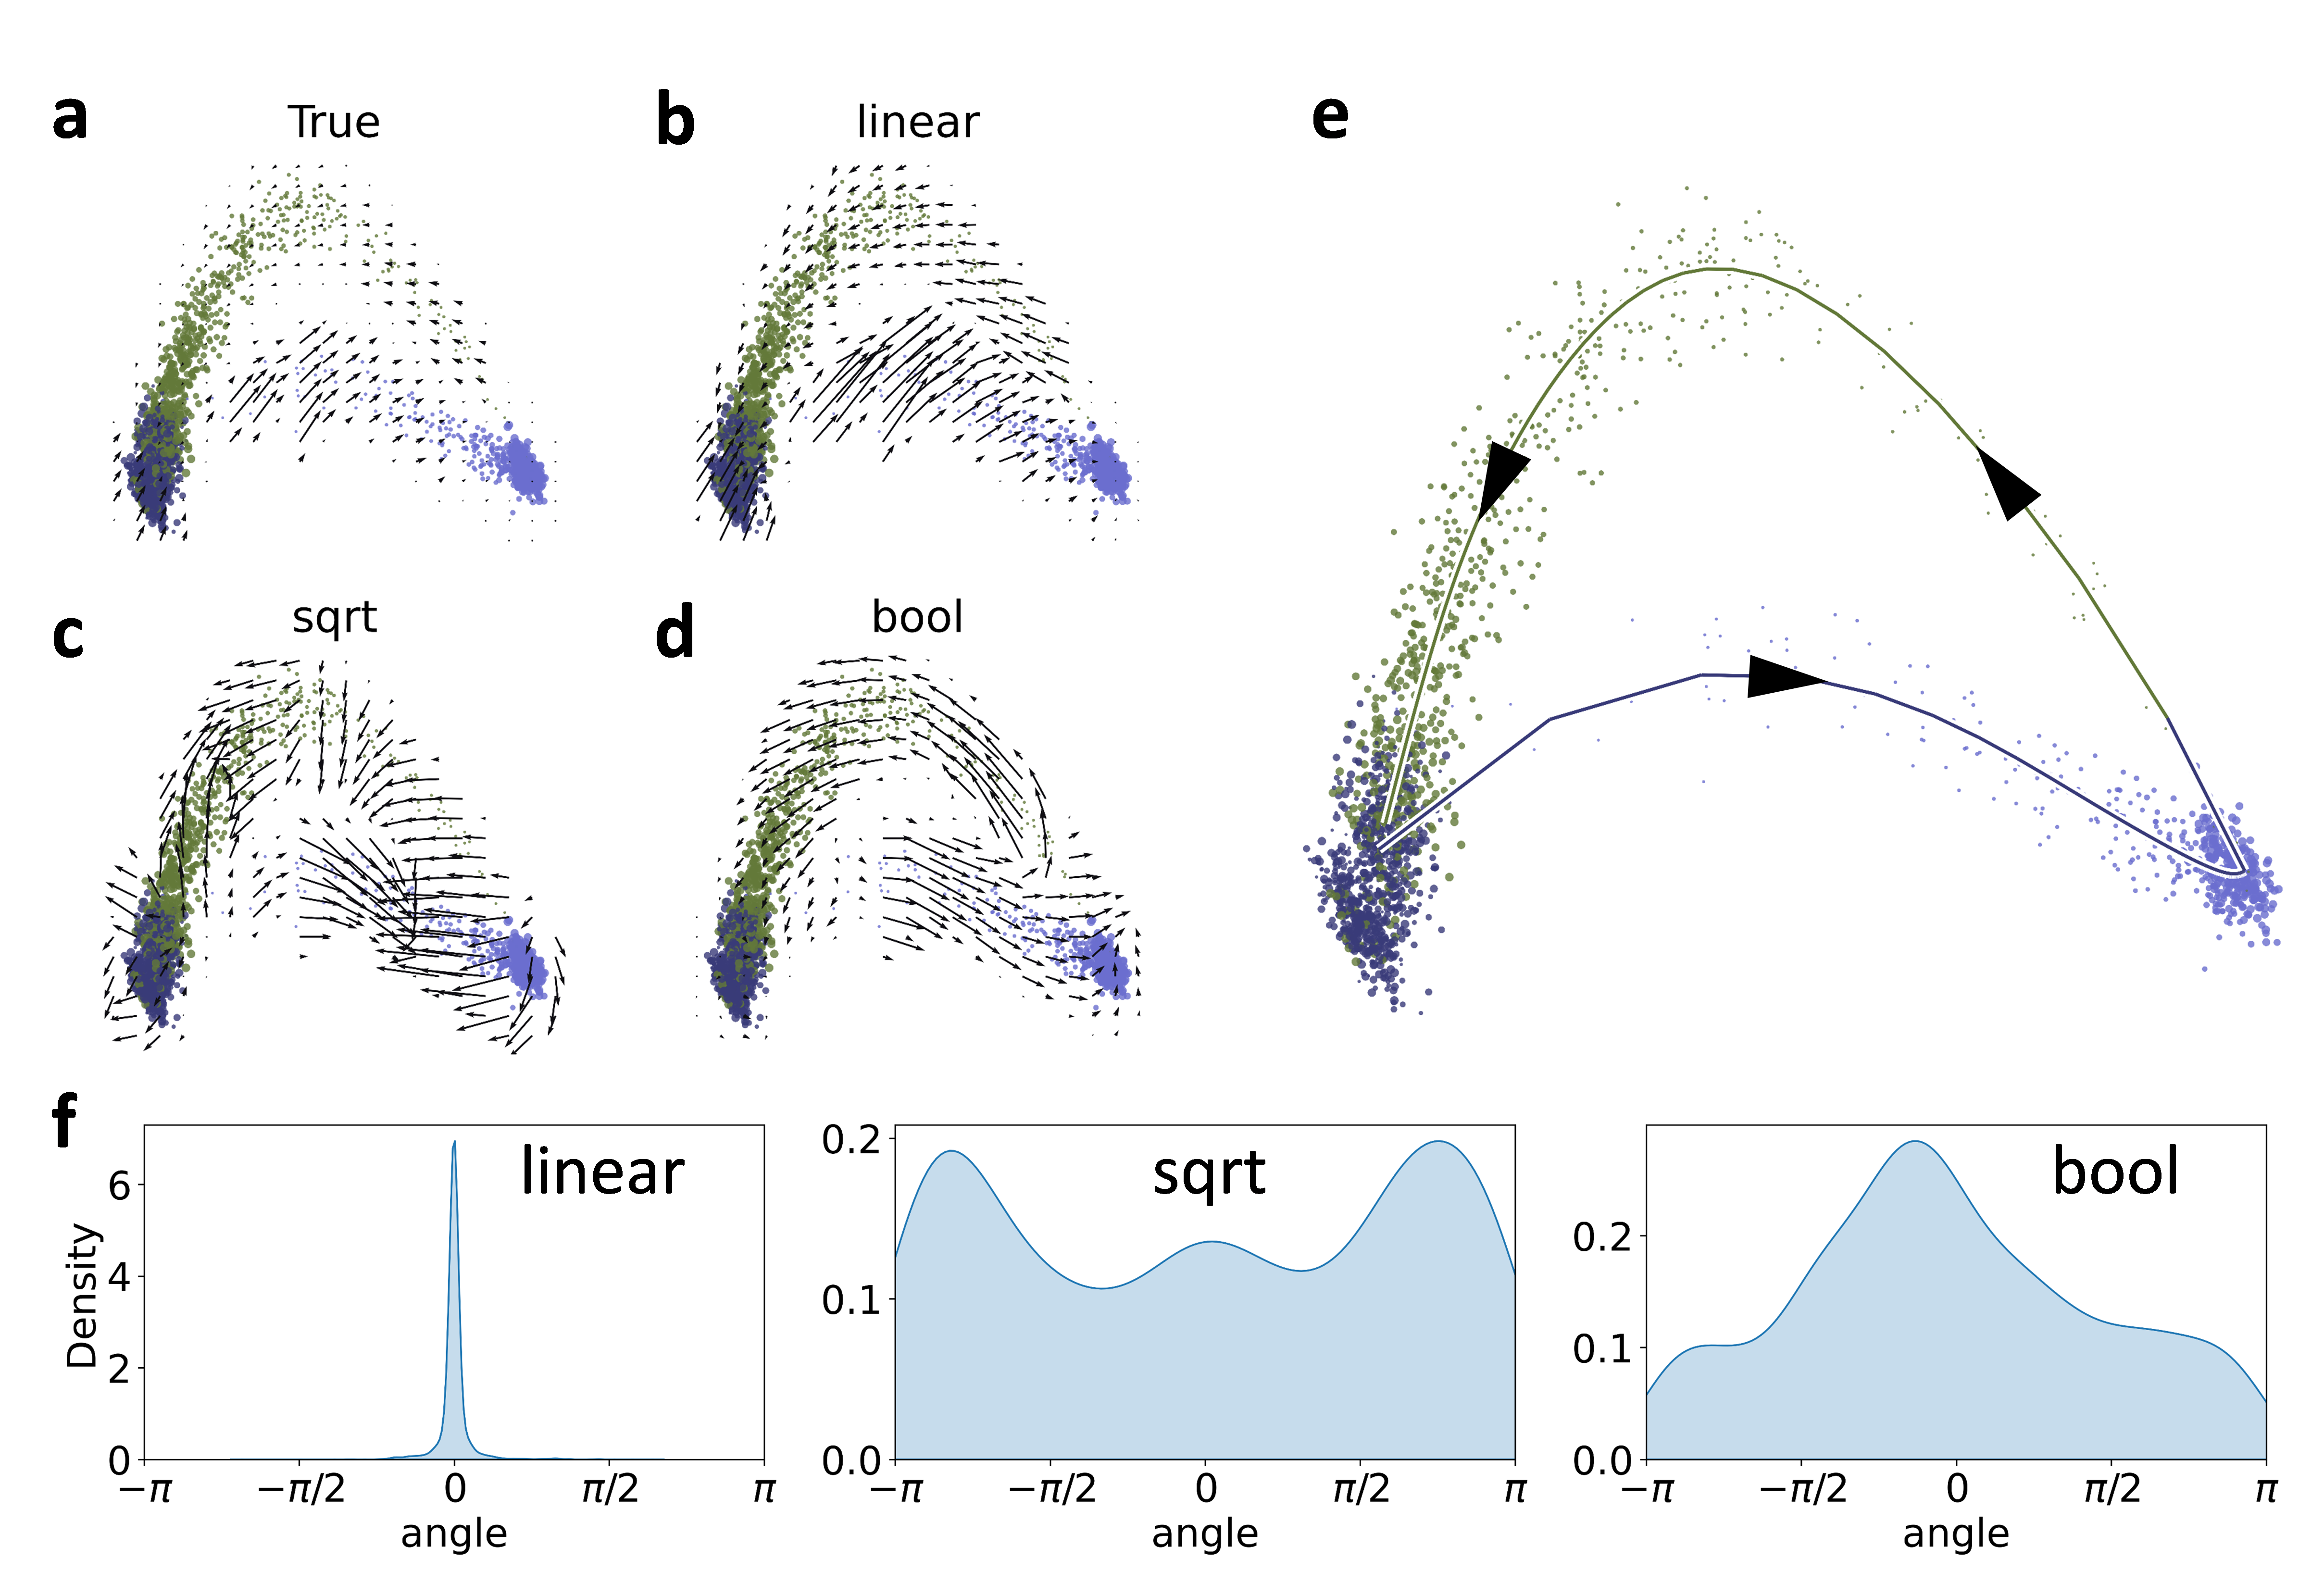 a
True
b
linear
c
sqrt
d
bool
e
f
linear
Density
6
4
2
0
−π
−π/2
0
π/2
π
angle
sqrt
0.2
0.1
0.0
−π
−π/2
0
π/2
π
angle
bool
0.2
0.1
0.0
−π
−π/2
0
π/2
π
angle